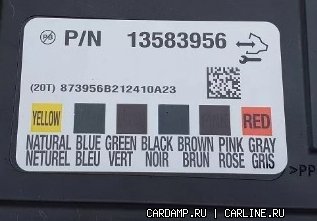 P/N 13583956
(20T) 873956B212410A23
YELLOW RED
NATURAL BLUE GREEN BLACK BROWN PINK GRAY
NETUREL BLEU VERT NOIR BRUN ROSE GRIS
>PP
CARDAMP.RU | CARLINE.RU